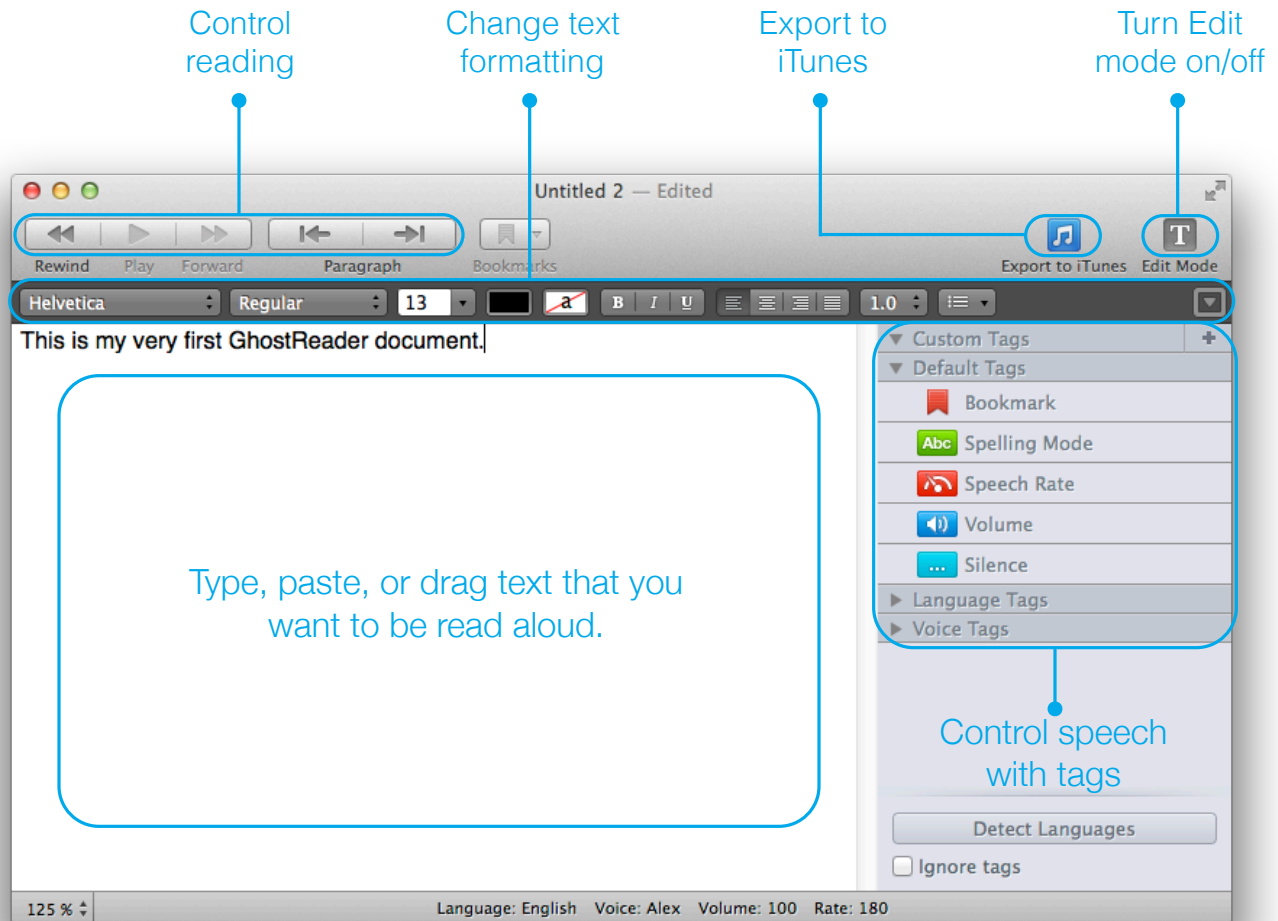 Control
reading
Change text
formatting
Export to
iTunes
Turn Edit
mode on/off
Untitled 2 — Edited
Rewind Play Forward Paragraph Bookmarks Export to iTunes Edit Mode
T
Helvetica Regular 13 a B I U 1.0
This is my very first GhostReader document.
Custom Tags +
Default Tags
Bookmark
Abc Spelling Mode
Speech Rate
Volume
... Silence
Language Tags
Voice Tags
Type, paste, or drag text that you
want to be read aloud.
Control speech
with tags
Detect Languages
Ignore tags
125 % Language: English Voice: Alex Volume: 100 Rate: 180